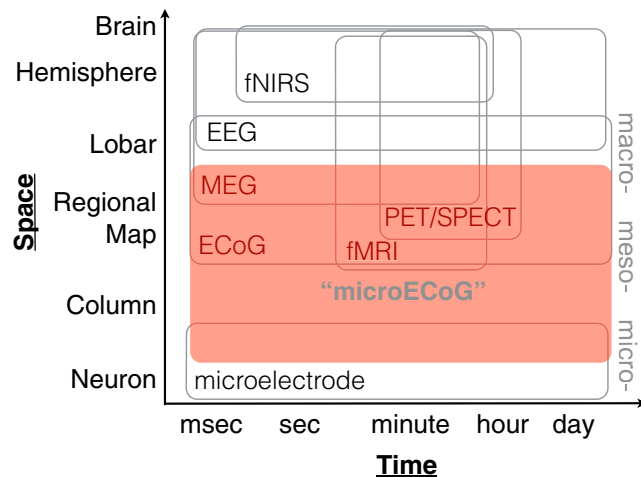 Brain
Hemisphere
fNIRS
EEG
Lobar
macro-
MEG
Regional
Map
PET/SPECT
Space
ECoG
fMRI
meso-
“microECoG”
Column
micro-
Neuron
microelectrode
msec sec minute hour day
Time